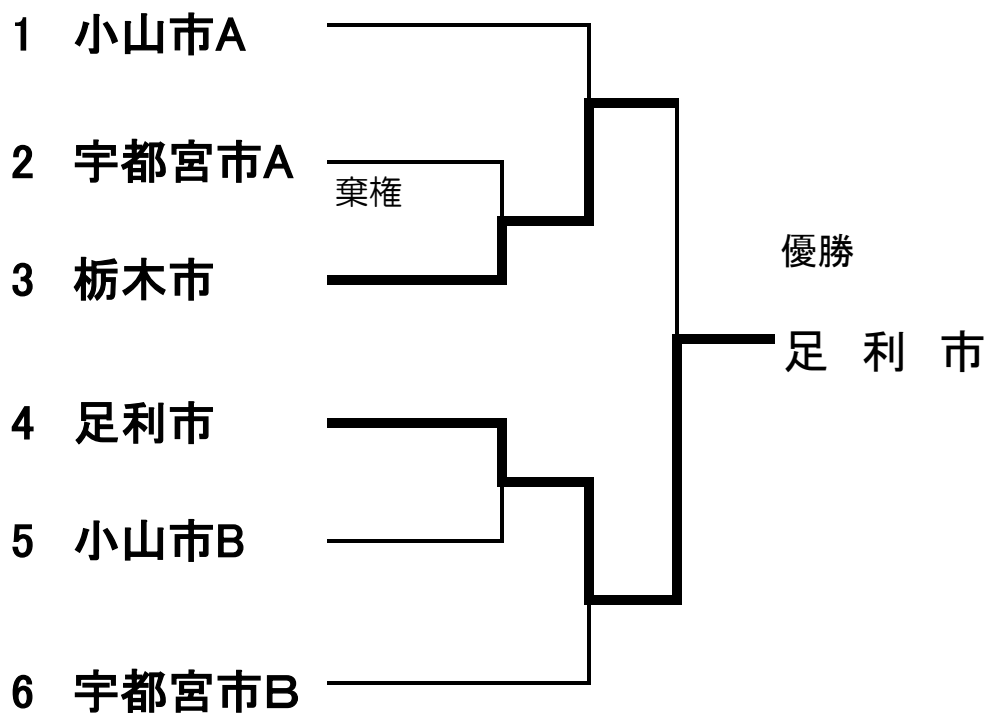 1 小山市A
2 宇都宮市A
棄権
3 栃木市
優勝
足 利 市
4 足利市
5 小山市B
6 宇都宮市B